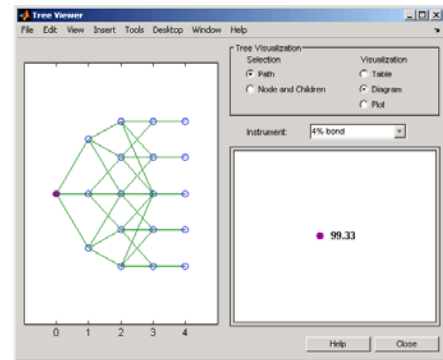 Tree Viewer
File Edit View Insert Tools Desktop Window Help
Tree Visualization
Selection Visualization
Path Table
Node and Children Diagram
Plot
Instrument: 4% bond
99.33
0 1 2 3 4
Help Close